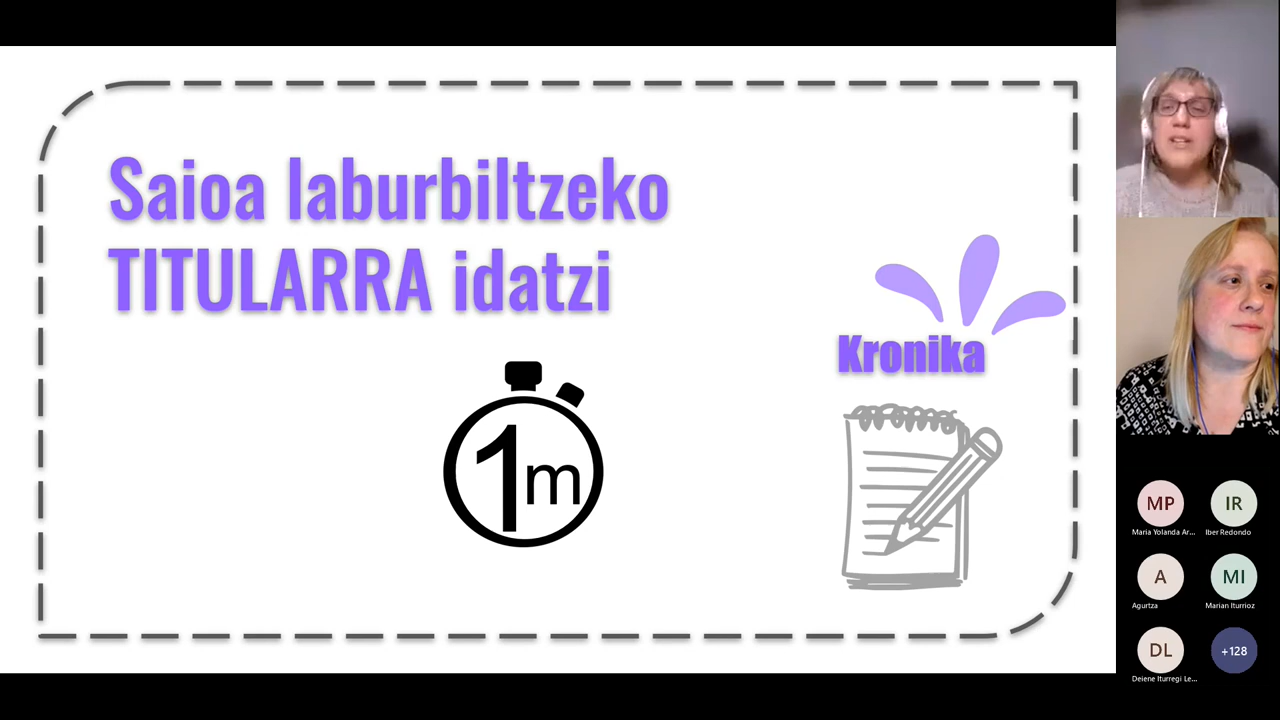 Saioa laburbiltzeko
TITULARRA idatzi
1m
Kronika
MP
IR
Maria Yolanda Ar...
Iber Redondo
A
MI
Agurtza
Marian Iturrioz
DL
+128
Deiene Iturregi Le...